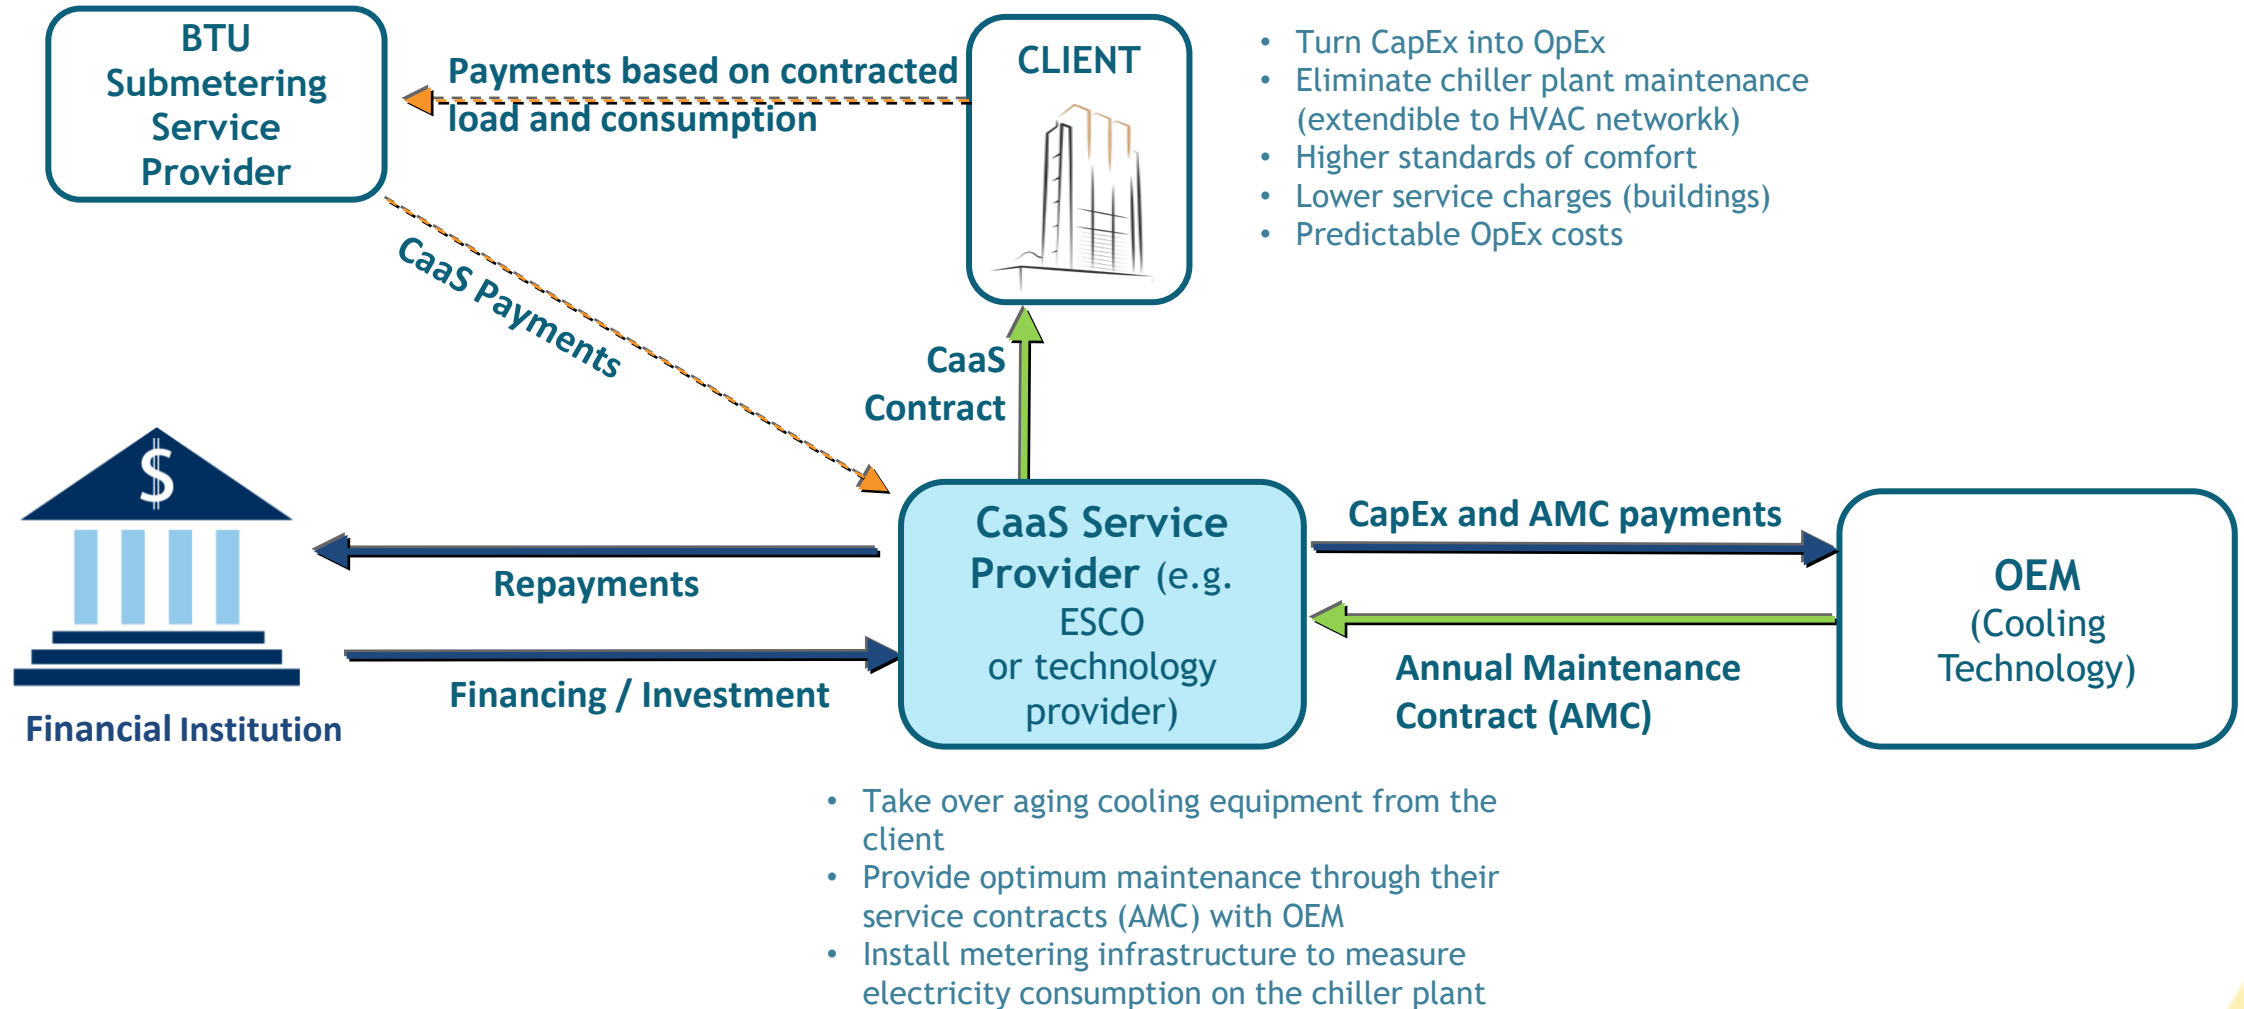 BTU
Submetering
Service
Provider
Payments based on contracted
load and consumption
CLIENT
• Turn CapEx into OpEx
• Eliminate chiller plant maintenance
(extendible to HVAC networkk)
• Higher standards of comfort
• Lower service charges (buildings)
• Predictable OpEx costs
CaaS Payments
CaaS
Contract
$
Financial Institution
Repayments
Financing / Investment
CaaS Service
Provider (e.g.
ESCO
or technology
provider)
CapEx and AMC payments
Annual Maintenance
Contract (AMC)
OEM
(Cooling
Technology)
• Take over aging cooling equipment from the
client
• Provide optimum maintenance through their
service contracts (AMC) with OEM
• Install metering infrastructure to measure
electricity consumption on the chiller plant